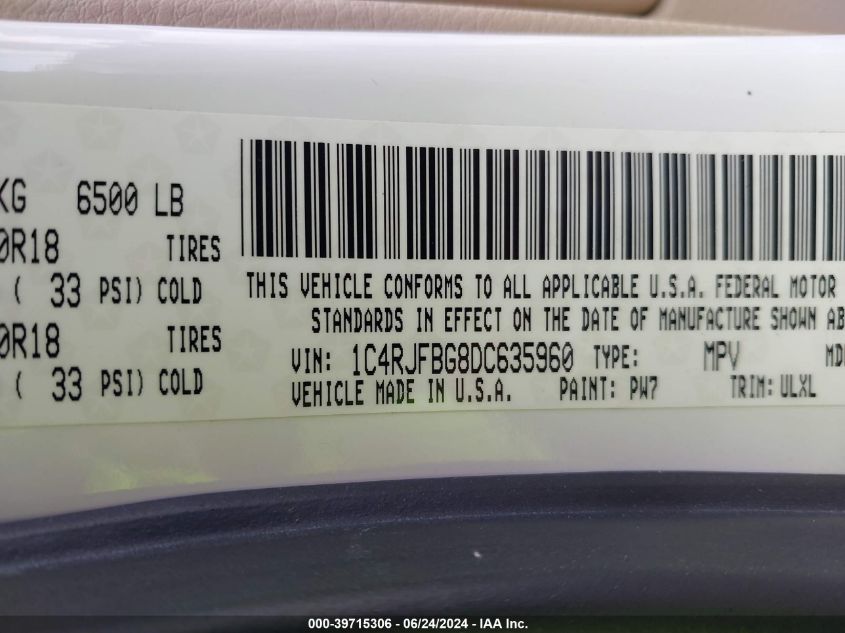 KG 6500 LB
0R18 TIRES
( 33 PSI) COLD
0R18 TIRES
( 33 PSI) COLD
THIS VEHICLE CONFORMS TO ALL APPLICABLE U.S.A. FEDERAL MOTOR
STANDARDS IN EFFECT ON THE DATE OF MANUFACTURE SHOWN AB
VIN: 1C4RJFBG8DC635960 TYPE: MPV MD
VEHICLE MADE IN U.S.A. PAINT: PW7 TRIM: ULXL
000-39715306 / 06/24/2024 - IAA Inc.